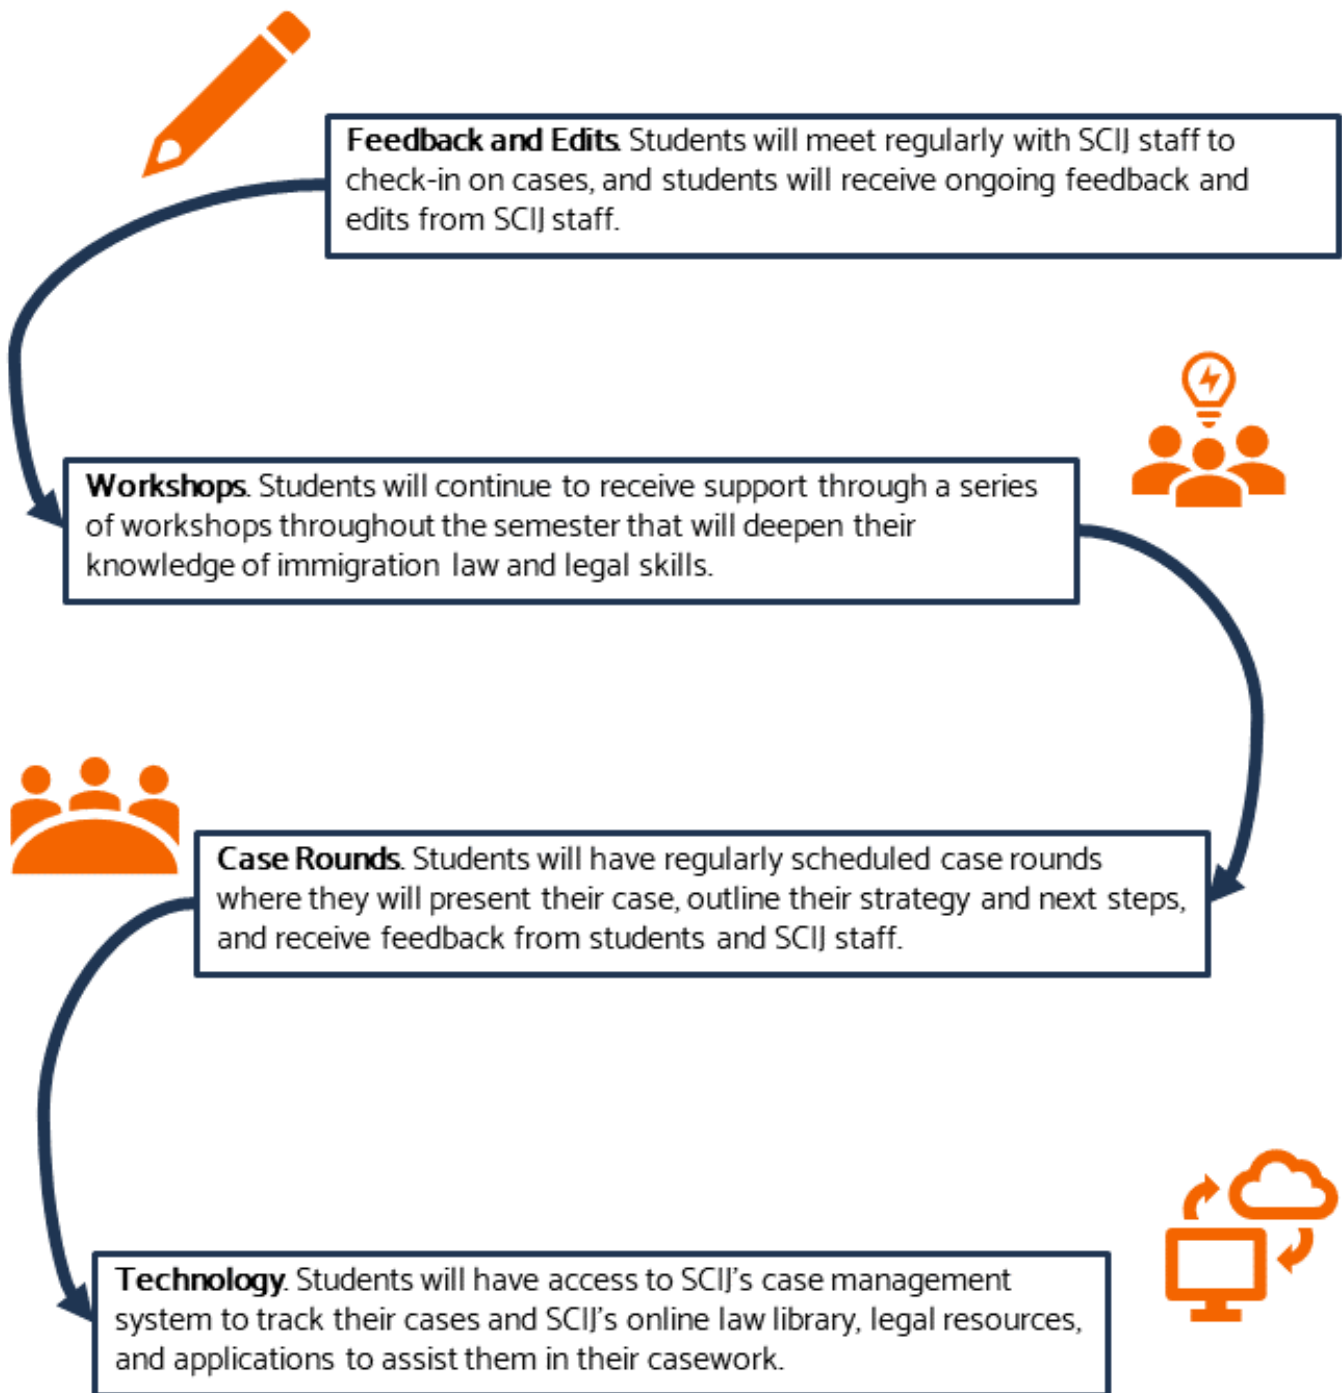 Feedback and Edits. Students will meet regularly with SCIJ staff to
check-in on cases, and students will receive ongoing feedback and
edits from SCIJ staff.
Workshops. Students will continue to receive support through a series
of workshops throughout the semester that will deepen their
knowledge of immigration law and legal skills.
Case Rounds. Students will have regularly scheduled case rounds
where they will present their case, outline their strategy and next steps,
and receive feedback from students and SCIJ staff.
Technology. Students will have access to SCIJ's case management
system to track their cases and SCIJ's online law library, legal resources,
and applications to assist them in their casework.